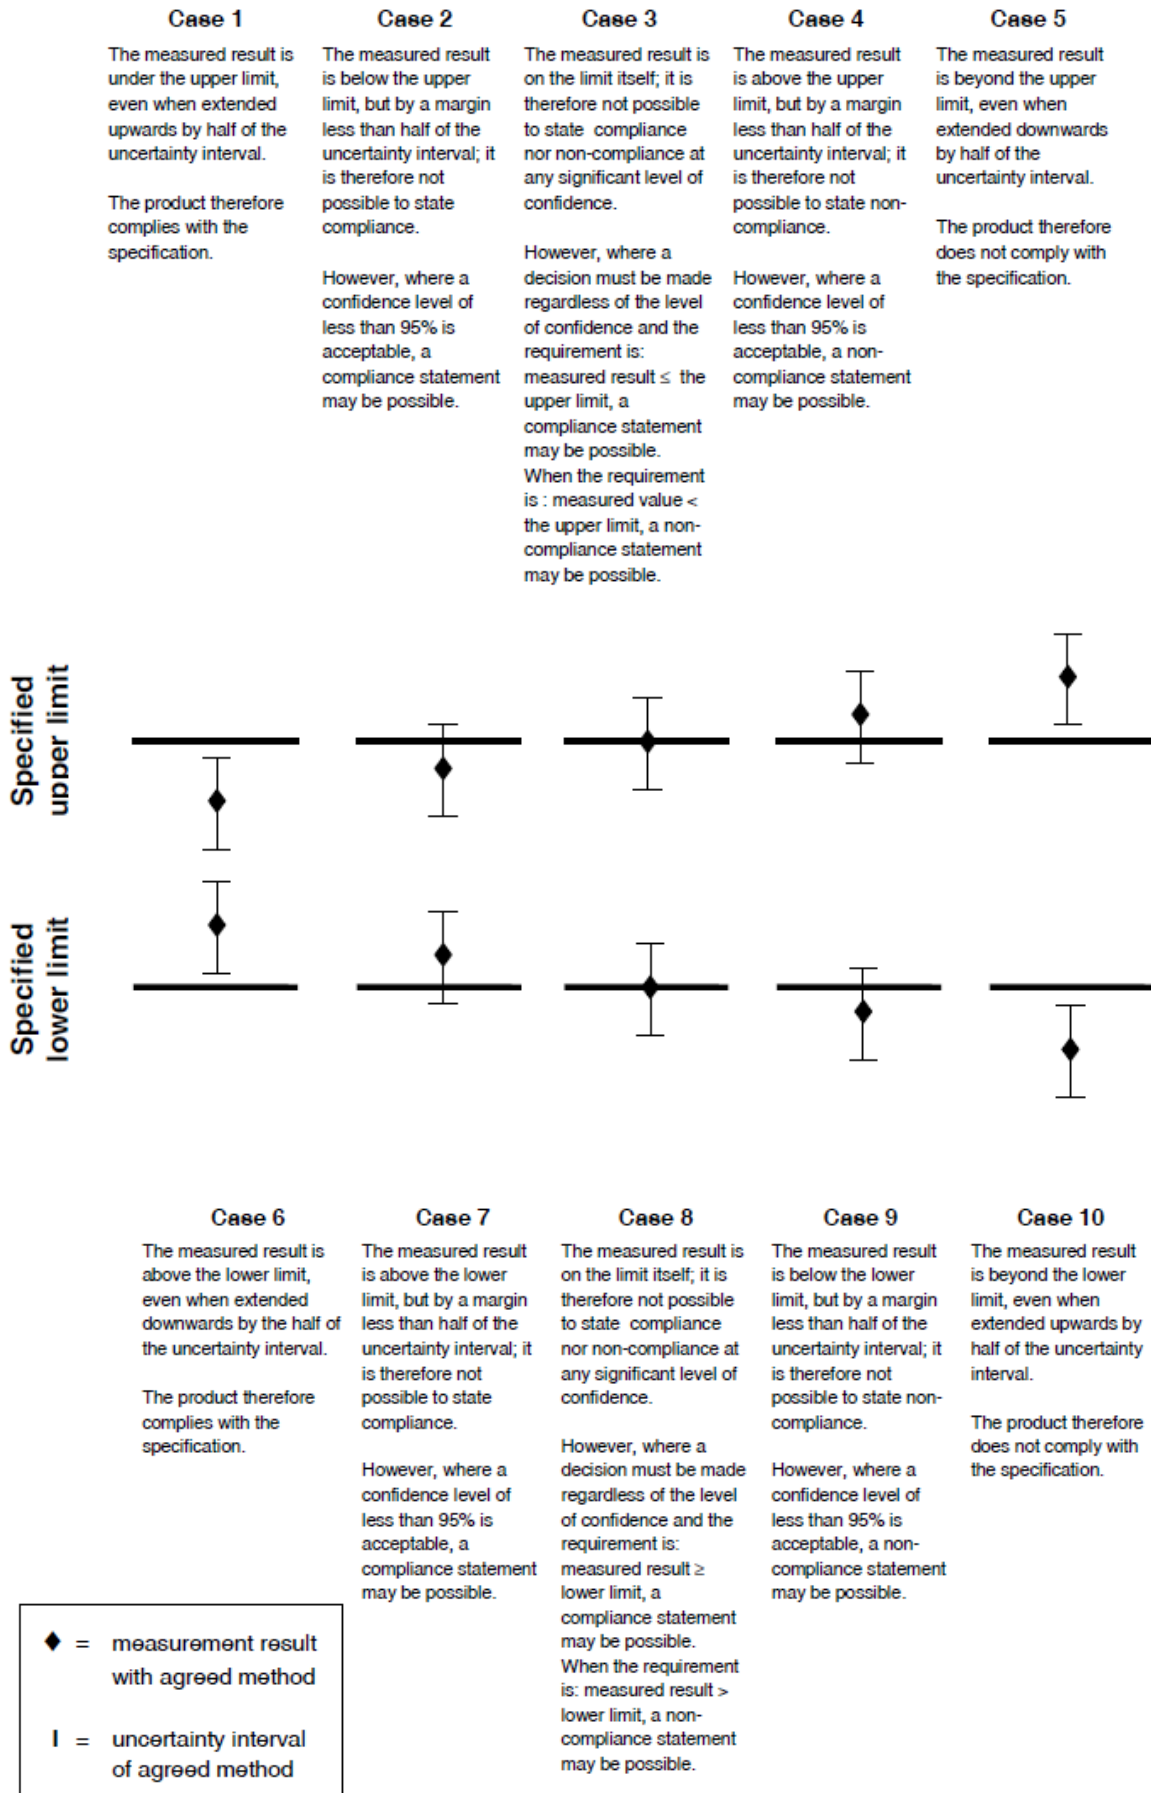 Case 1
The measured result is
under the upper limit,
even when extended
upwards by half of the
uncertainty interval.
The product therefore
complies with the
specification.
Case 2
The measured result
is below the upper
limit, but by a margin
less than half of the
uncertainty interval; it
is therefore not
possible to state
compliance.
However, where a
confidence level of
less than 95% is
acceptable, a
compliance statement
may be possible.
Case 3
The measured result is
on the limit itself; it is
therefore not possible
to state compliance
nor non-compliance at
any significant level of
confidence.
However, where a
decision must be made
regardless of the level
of confidence and the
requirement is:
measured result ≤ the
upper limit, a
compliance statement
may be possible.
When the requirement
is : measured value <
the upper limit, a non-
compliance statement
may be possible.
Case 4
The measured result
is above the upper
limit, but by a margin
less than half of the
uncertainty interval; it
is therefore not
possible to state non-
compliance.
However, where a
confidence level of
less than 95% is
acceptable, a non-
compliance statement
may be possible.
Case 5
The measured result
is beyond the upper
limit, even when
extended downwards
by half of the
uncertainty interval.
The product therefore
does not comply with
the specification.
Specified
upper limit
Specified
lower limit
Case 6
The measured result is
above the lower limit,
even when extended
downwards by the half of
the uncertainty interval.
The product therefore
complies with the
specification.
Case 7
The measured result
is above the lower
limit, but by a margin
less than half of the
uncertainty interval; it
is therefore not
possible to state
compliance.
However, where a
confidence level of
less than 95% is
acceptable, a
compliance statement
may be possible.
Case 8
The measured result is
on the limit itself; it is
therefore not possible
to state compliance
nor non-compliance at
any significant level of
confidence.
However, where a
decision must be made
regardless of the level
of confidence and the
requirement is:
measured result ≥
lower limit, a
compliance statement
may be possible.
When the requirement
is: measured result >
lower limit, a non-
compliance statement
may be possible.
Case 9
The measured result
is below the lower
limit, but by a margin
less than half of the
uncertainty interval; it
is therefore not
possible to state non-
compliance.
However, where a
confidence level of
less than 95% is
acceptable, a non-
compliance statement
may be possible.
Case 10
The measured result
is beyond the lower
limit, even when
extended upwards by
half of the uncertainty
interval.
The product therefore
does not comply with
the specification.
♦ = measurement result
with agreed method
I = uncertainty interval
of agreed method